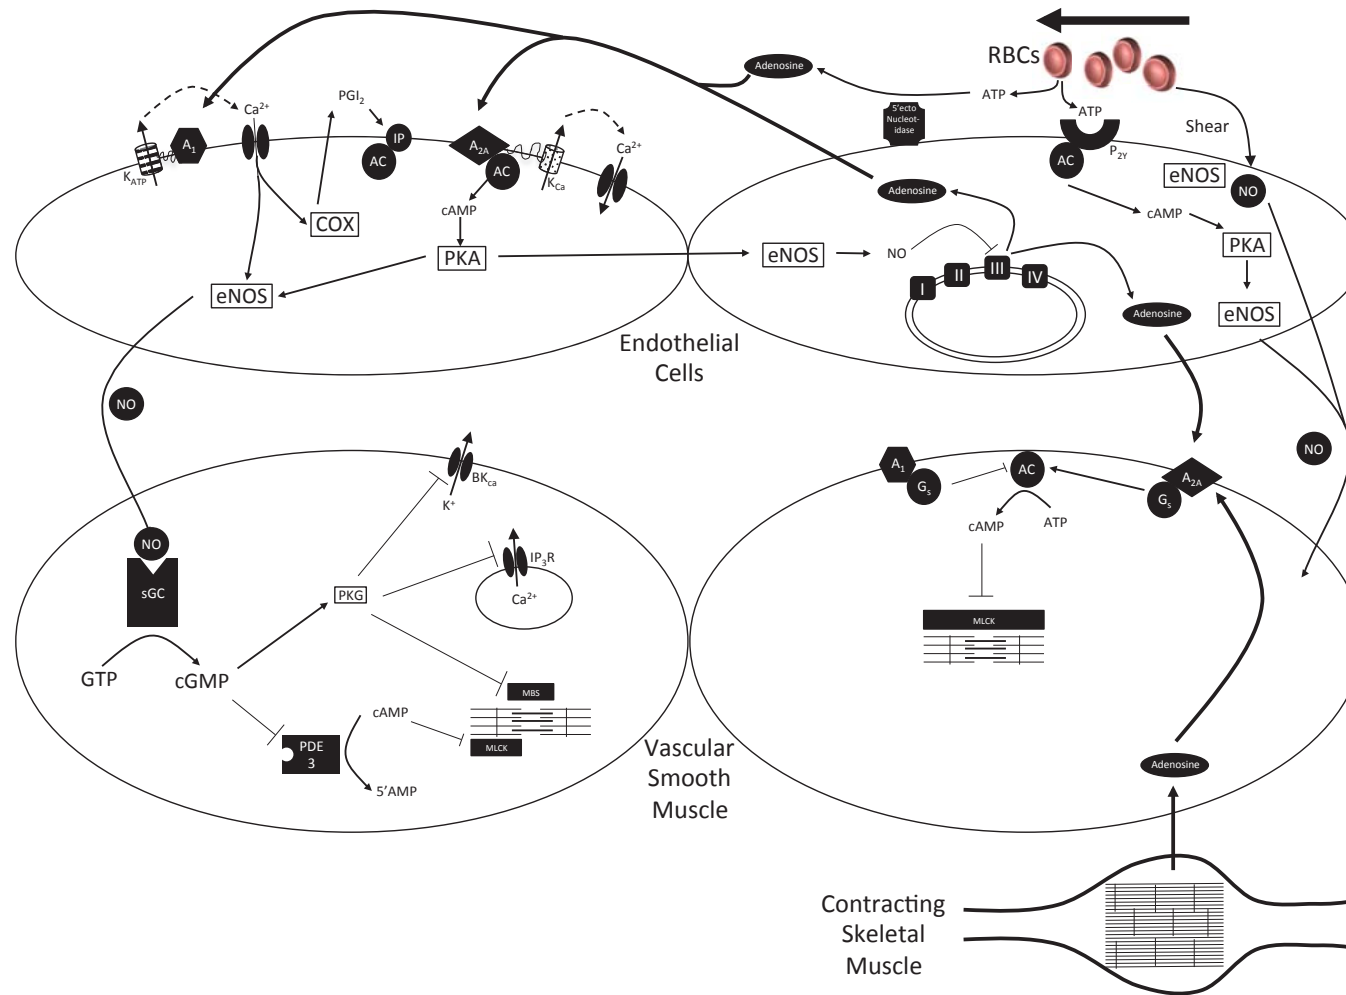 RBCs
Adenosine
ATP
ATP
5'ecto
Nucleot-
idase
Shear
P2Y
AC
eNOS
NO
cAMP
PKA
eNOS
Adenosine
PGI2
Ca2+
A1
KATP
IP
AC
A2A
AC
KCa
Ca2+
COX
cAMP
PKA
eNOS
eNOS
NO
I
II
III
IV
Adenosine
Endothelial
Cells
NO
NO
BKca
K+
NO
sGC
IP3R
Ca2+
PKG
GTP
cGMP
MBS
cAMP
MLCK
PDE
3
5'AMP
Vascular
Smooth
Muscle
A1
Gs
AC
A2A
Gs
cAMP
ATP
MLCK
Adenosine
Contracting
Skeletal
Muscle